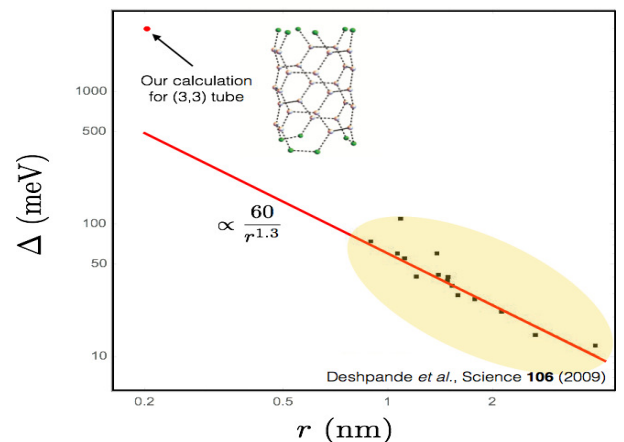 Our calculation
for (3,3) tube
1000
500
100
50
10
Δ (meV)
∝ 60
r^1.3
Deshpande et al., Science 106 (2009)
0.2
0.5
1
2
r (nm)